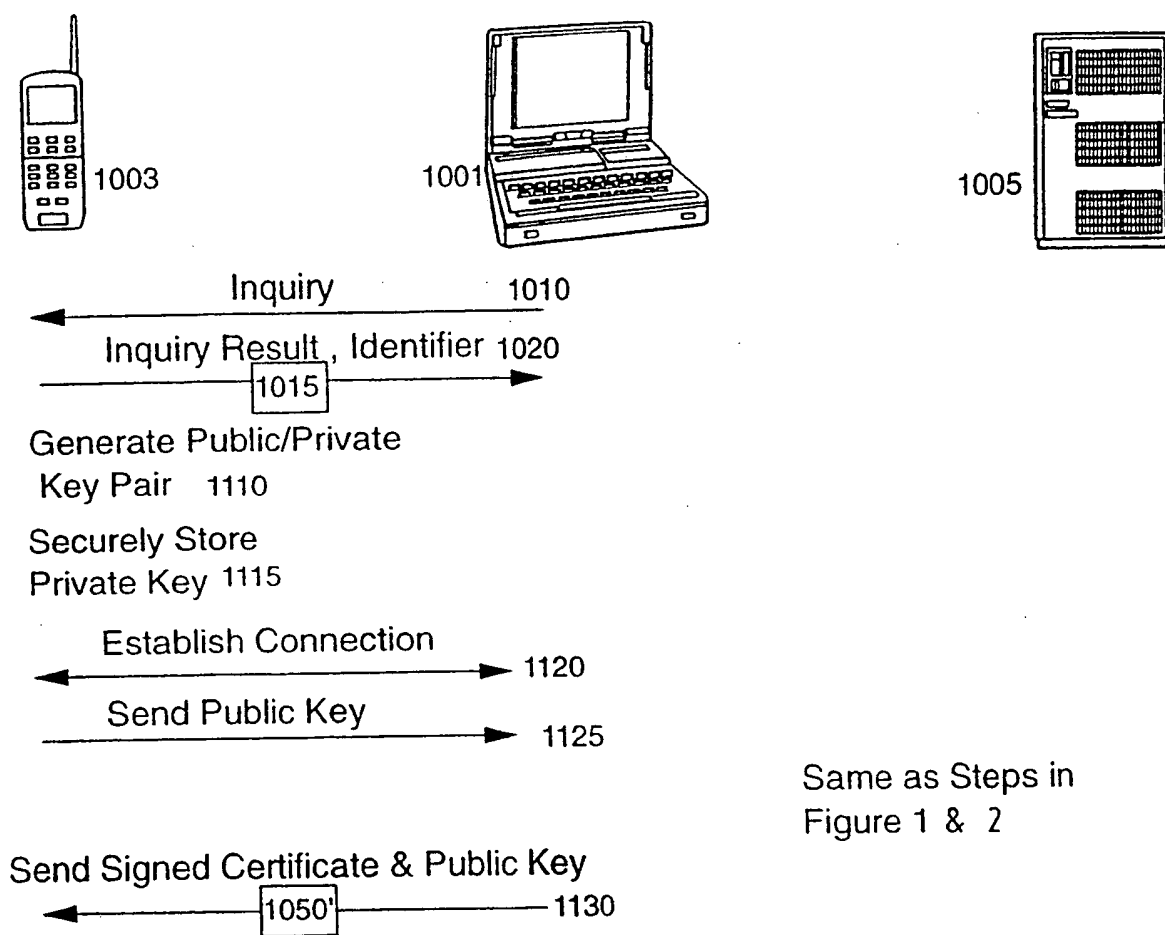 1003
1001
1005
Inquiry 1010
Inquiry Result , Identifier 1020
1015
Generate Public/Private
Key Pair 1110
Securely Store
Private Key 1115
Establish Connection
1120
Send Public Key
1125
Same as Steps in
Figure 1 & 2
Send Signed Certificate & Public Key
1050' 1130